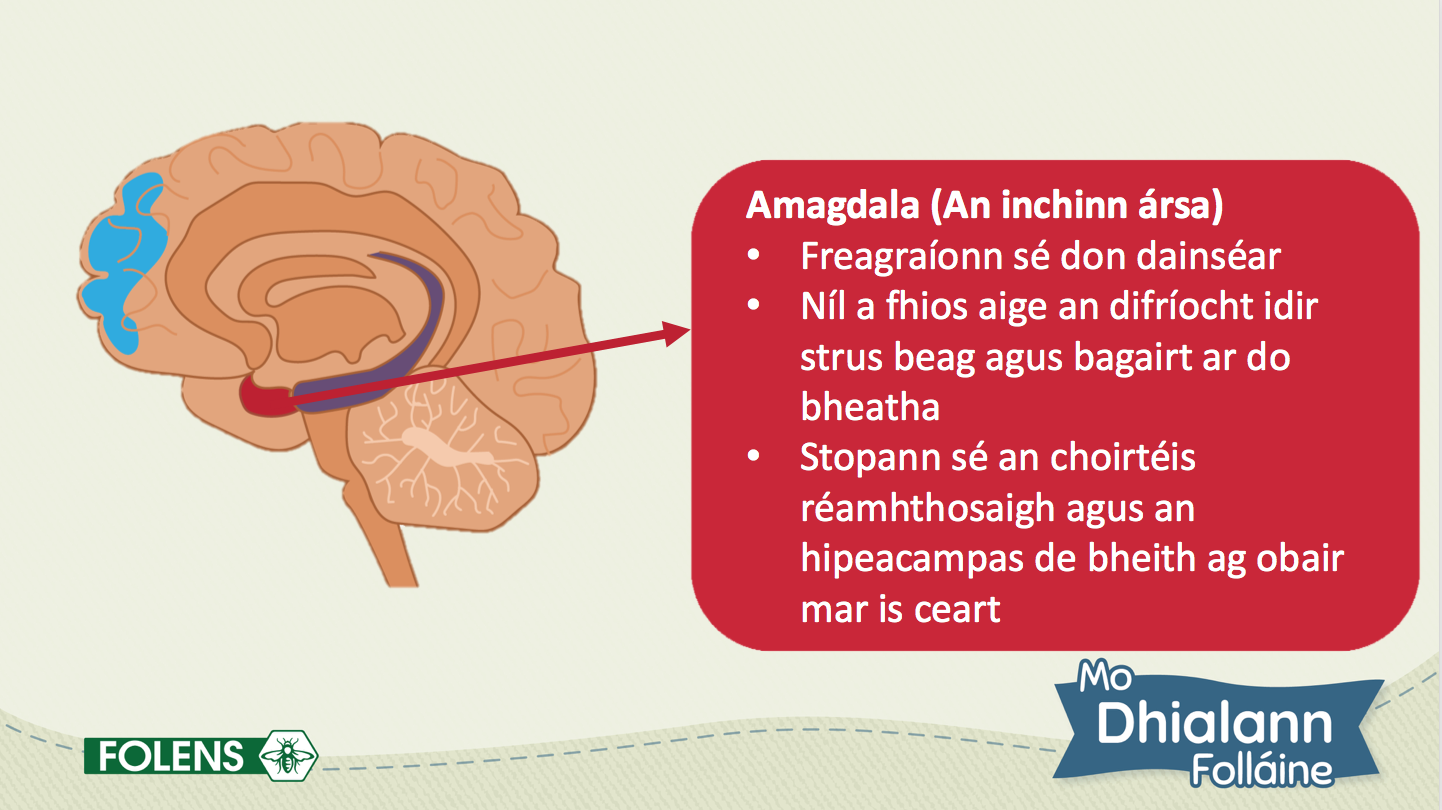 Amagdala (An inchinn ársa)
• Freagraíonn sé don dainséar
• Níl a fhios aige an difríocht idir
strus beag agus bagairt ar do
bheatha
• Stopann sé an choirtéis
réamhthosaigh agus an
hipeacampas de bheith ag obair
mar is ceart
Mo
Dhialann
Folláine
FOLENS